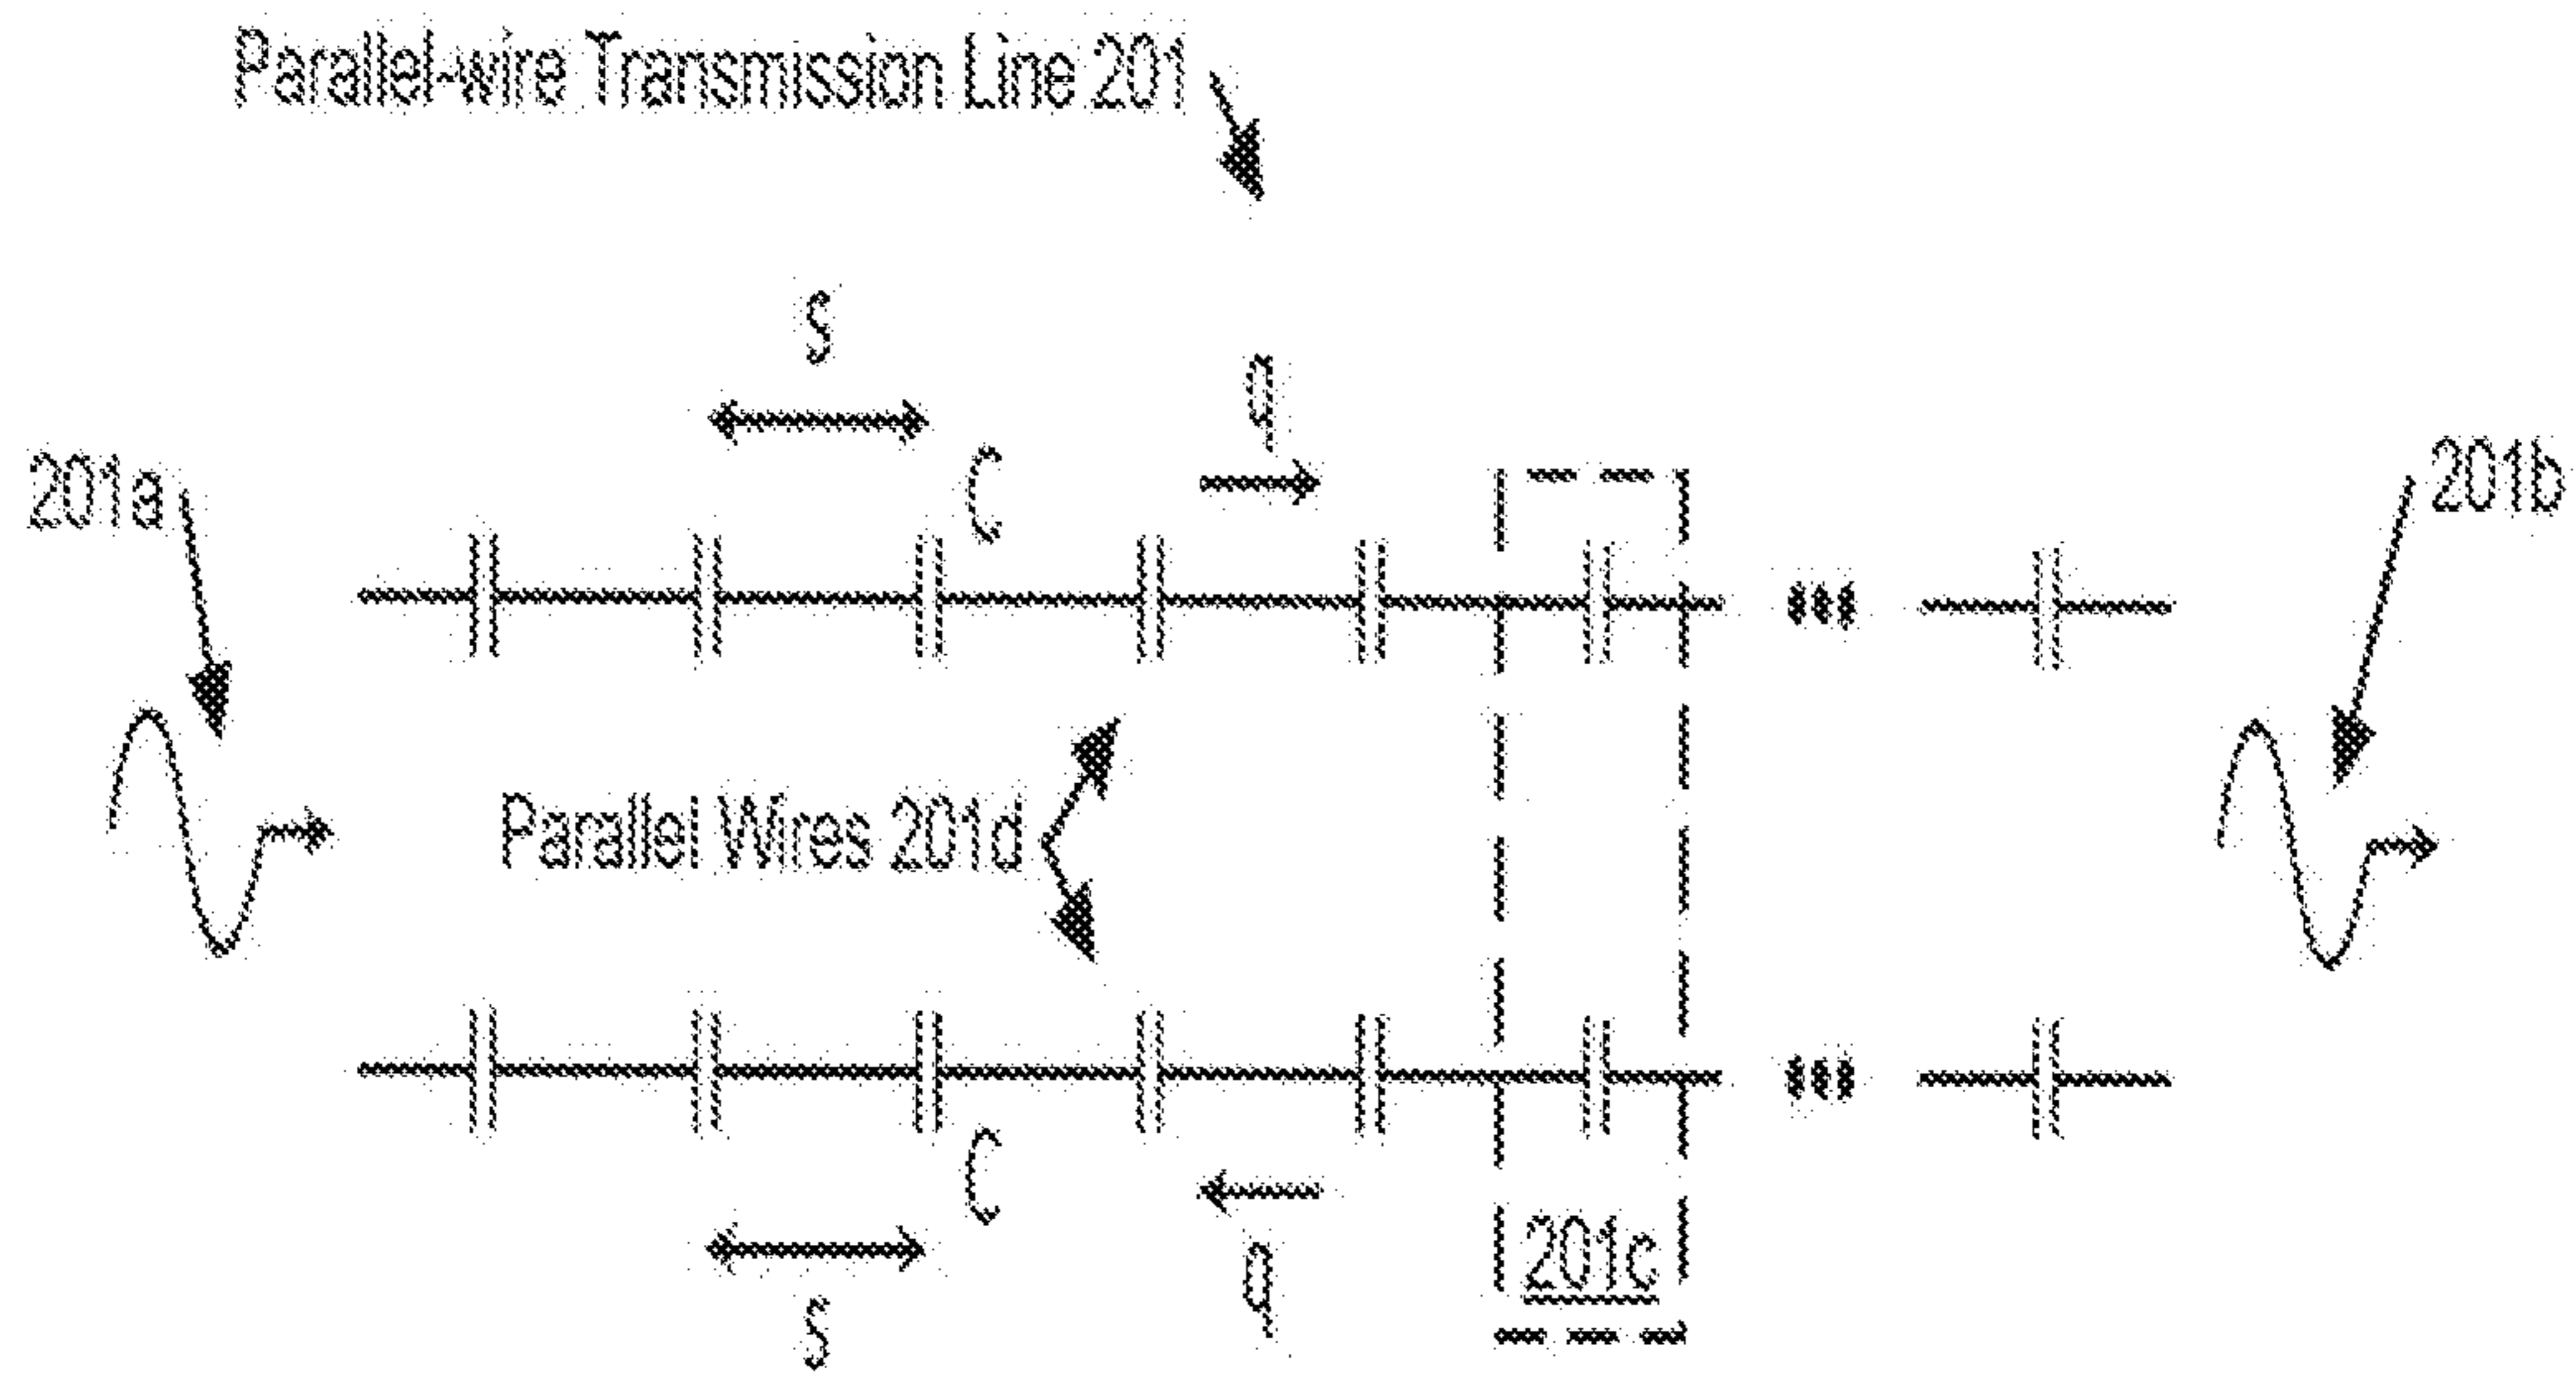 Parallel-wire Transmission Line 201
S
q
201a
C
201b
Parallel Wires 201d
C
q
201c
S